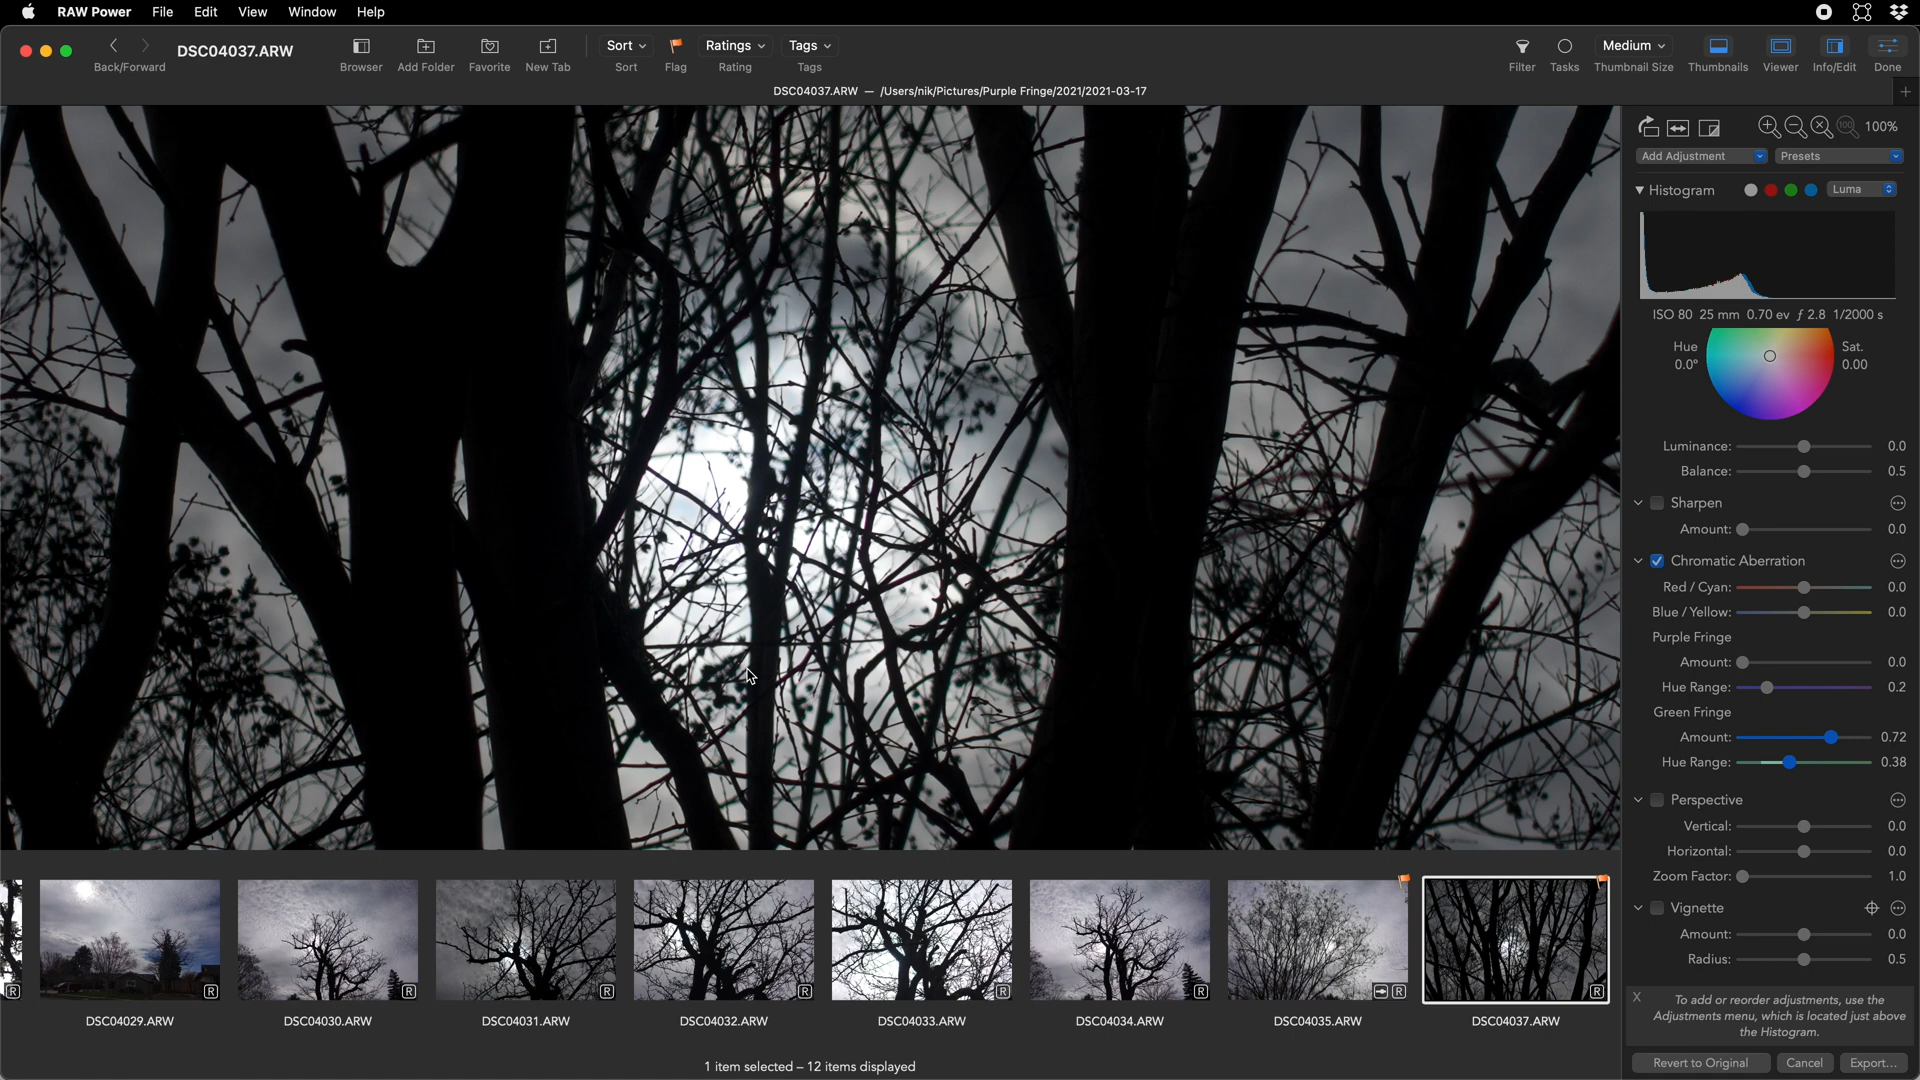 RAW Power File Edit View Window Help
DSC04037.ARW
Sort Ratings Tags Medium
Back/Forward Browser Add Folder Favorite New Tab Sort Flag Rating Tags Filter Tasks Thumbnail Size Thumbnails Viewer Info/Edit Done
DSC04037.ARW — /Users/nik/Pictures/Purple Fringe/2021/2021-03-17
100 100%
Add Adjustment Presets
Histogram Luma
ISO 80 25 mm 0.70 ev ƒ 2.8 1/2000 s
Hue Sat.
0.0° 0.00
Luminance: 0.0
Balance: 0.5
Sharpen
Amount: 0.0
Chromatic Aberration
Red / Cyan: 0.0
Blue / Yellow: 0.0
Purple Fringe
Amount: 0.0
Hue Range: 0.2
Green Fringe
Amount: 0.72
Hue Range: 0.38
Perspective
Vertical: 0.0
Horizontal: 0.0
Zoom Factor: 1.0
Vignette
Amount: 0.0
Radius: 0.5
X To add or reorder adjustments, use the
Adjustments menu, which is located just above
the Histogram.
Revert to Original Cancel Export...
R R R R R R R R R
DSC04029.ARW DSC04030.ARW DSC04031.ARW DSC04032.ARW DSC04033.ARW DSC04034.ARW DSC04035.ARW DSC04037.ARW
1 item selected – 12 items displayed